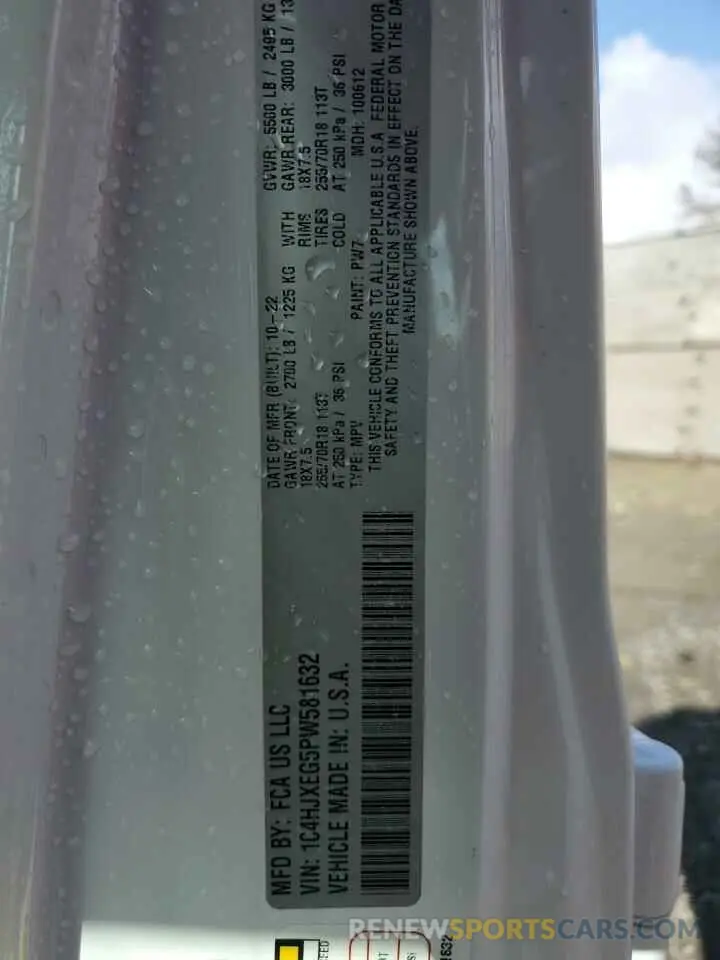 MFD BY: FCA US LLC
VIN: 1C4HJXEG5PW581632
VEHICLE MADE IN: U.S.A.
DATE OF MFR (BUILT): 10-22 GVWR: 5500 LB / 2495 KG
GAWR FRONT: 2700 LB / 1225 KG WITH GAWR REAR: 3000 LB / 13
18X7.5 RIMS 18X7.5
255/70R18 113T TIRES 255/70R18 113T
AT 250 kPa / 36 PSI COLD AT 250 kPa / 36 PSI
TYPE: MPV PAINT: PW7 MDH: 100612
THIS VEHICLE CONFORMS TO ALL APPLICABLE U.S.A. FEDERAL MOTOR
SAFETY AND THEFT PREVENTION STANDARDS IN EFFECT ON THE DA
MANUFACTURE SHOWN ABOVE.
RENEWSPORTSCARS.COM